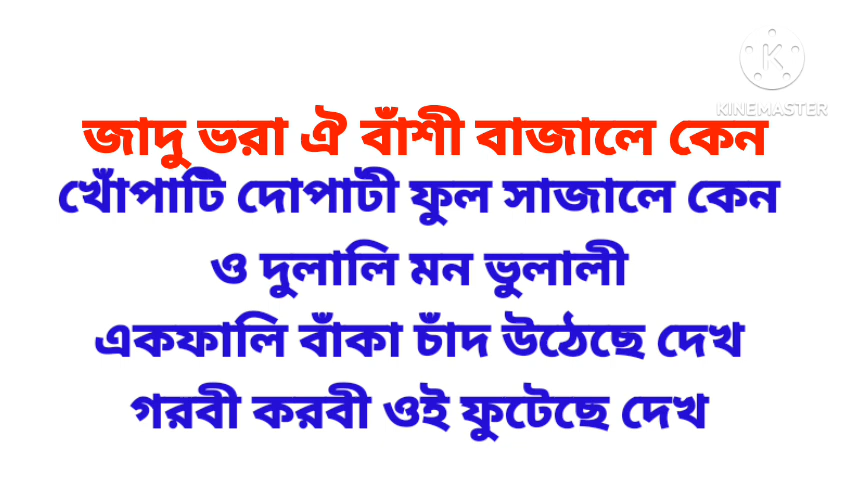 KINEMASTER
জাদু ভরা ঐ বাঁশী বাজালে কেন
খোঁপাটি দোপাটী ফুল সাজালে কেন
ও দুলালি মন ভুলালী
একফালি বাঁকা চাঁদ উঠেছে দেখ
গরবী করবী ওই ফুটেছে দেখ